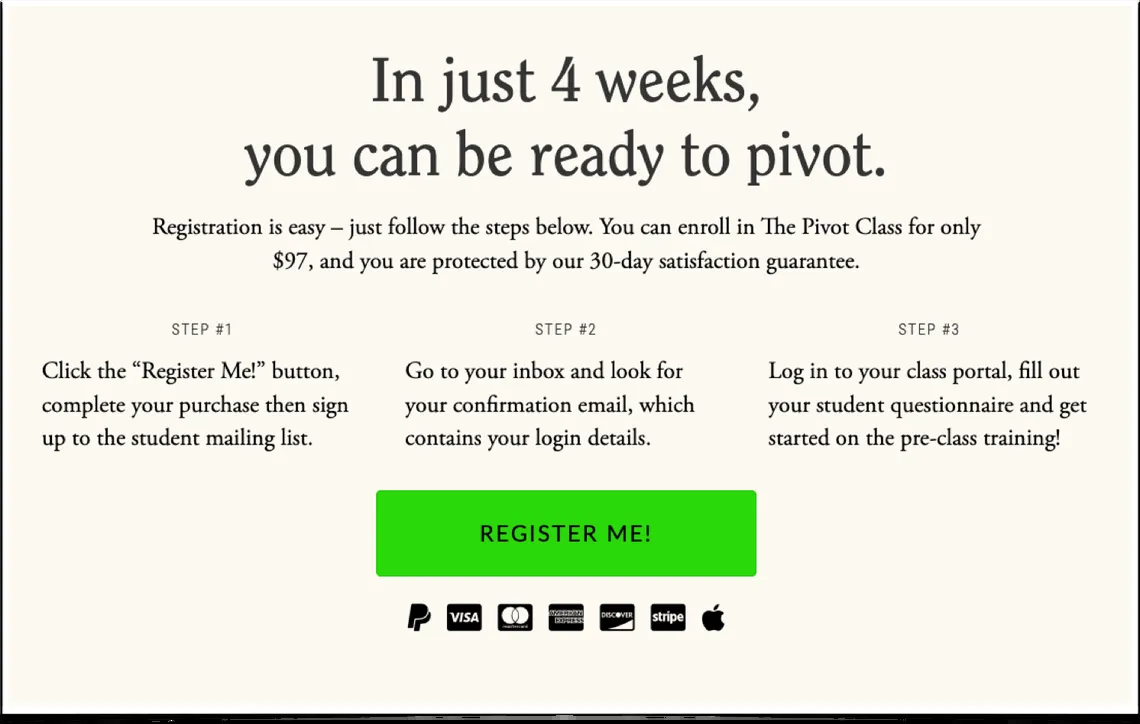 In just 4 weeks,
you can be ready to pivot.
Registration is easy – just follow the steps below. You can enroll in The Pivot Class for only
$97, and you are protected by our 30-day satisfaction guarantee.
STEP #1
Click the “Register Me!” button,
complete your purchase then sign
up to the student mailing list.
STEP #2
Go to your inbox and look for
your confirmation email, which
contains your login details.
STEP #3
Log in to your class portal, fill out
your student questionnaire and get
started on the pre-class training!
REGISTER ME!
VISA mastercard AMERICAN EXPRESS DISCOVER stripe